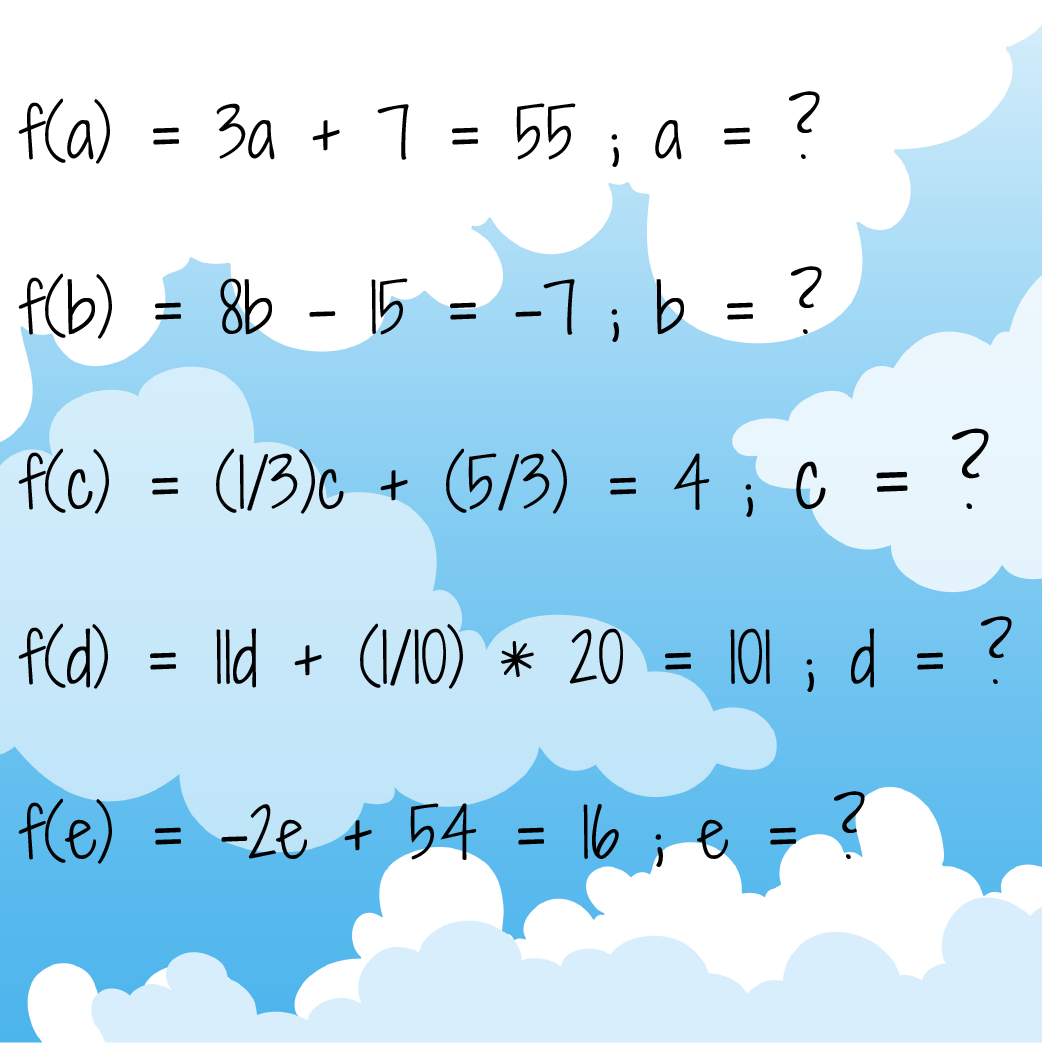 f(a) = 3a + 7 = 55 ; a = ?
f(b) = 8b - 15 = -7 ; b = ?
f(c) = (1/3)c + (5/3) = 4 ; c = ?
f(d) = 11d + (1/10) * 20 = 101 ; d = ?
f(e) = -2e + 54 = 16 ; e = ?